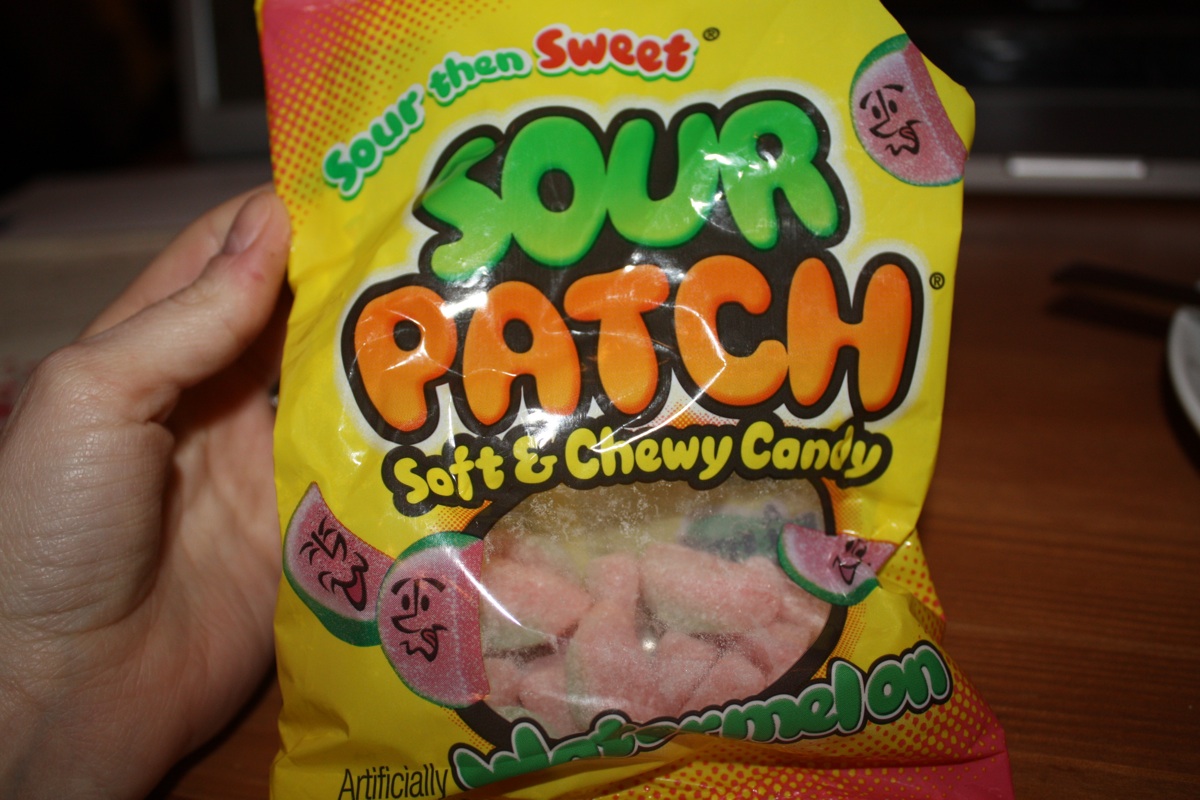 Sour then Sweet®
SOUR
PATCH®
Soft & Chewy Candy
Watermelon
Artificially